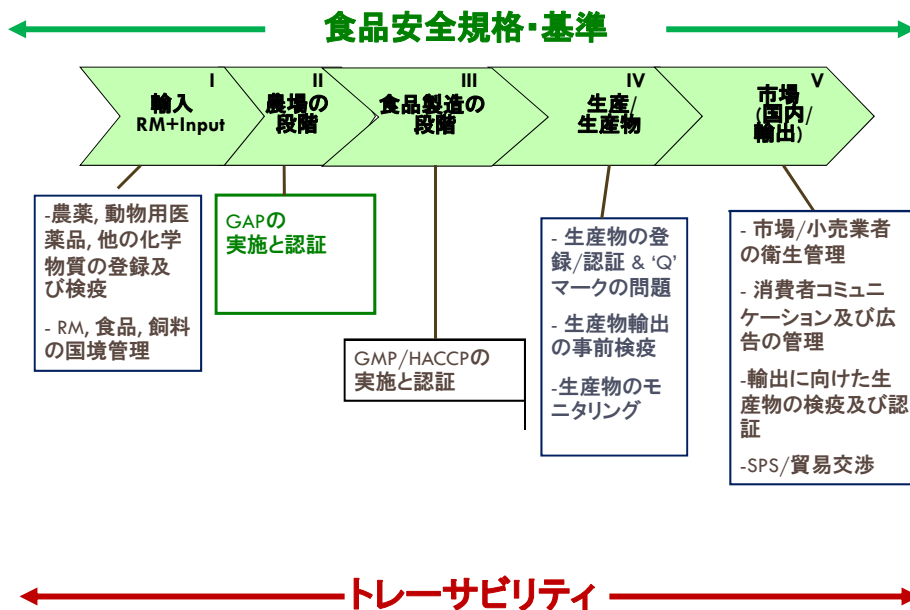 食品安全規格・基準
I
輸入
RM+Input
II
農場の
段階
III
食品製造の
段階
IV
生産/
生産物
V
市場
(国内/
輸出)
-農薬, 動物用医
薬品, 他の化学
物質の登録及
び検疫
- RM, 食品, 飼料
の国境管理
GAPの
実施と認証
GMP/HACCPの
実施と認証
- 生産物の登
録/認証 & ‘Q’
マークの問題
- 生産物輸出
の事前検疫
-生産物のモ
ニタリング
- 市場/小売業者
の衛生管理
- 消費者コミュニ
ケーション及び広
告の管理
-輸出に向けた生
産物の検疫及び認
証
-SPS/貿易交渉
トレーサビリティ